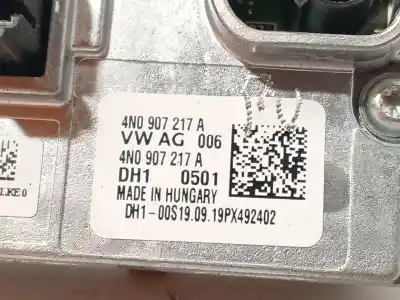 4N0 907 217 A
VW AG 006
4N0 907 217 A
DH1 0501
MADE IN HUNGARY
DH1-00S19.09.19PX492402